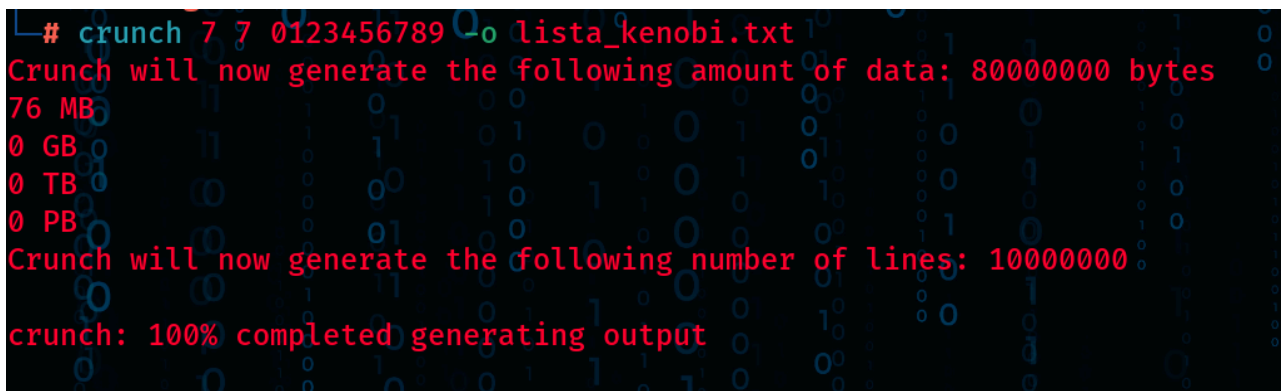 └─# crunch 7 7 0123456789 -o lista_kenobi.txt
Crunch will now generate the following amount of data: 80000000 bytes
76 MB
0 GB
0 TB
0 PB
Crunch will now generate the following number of lines: 10000000
crunch: 100% completed generating output